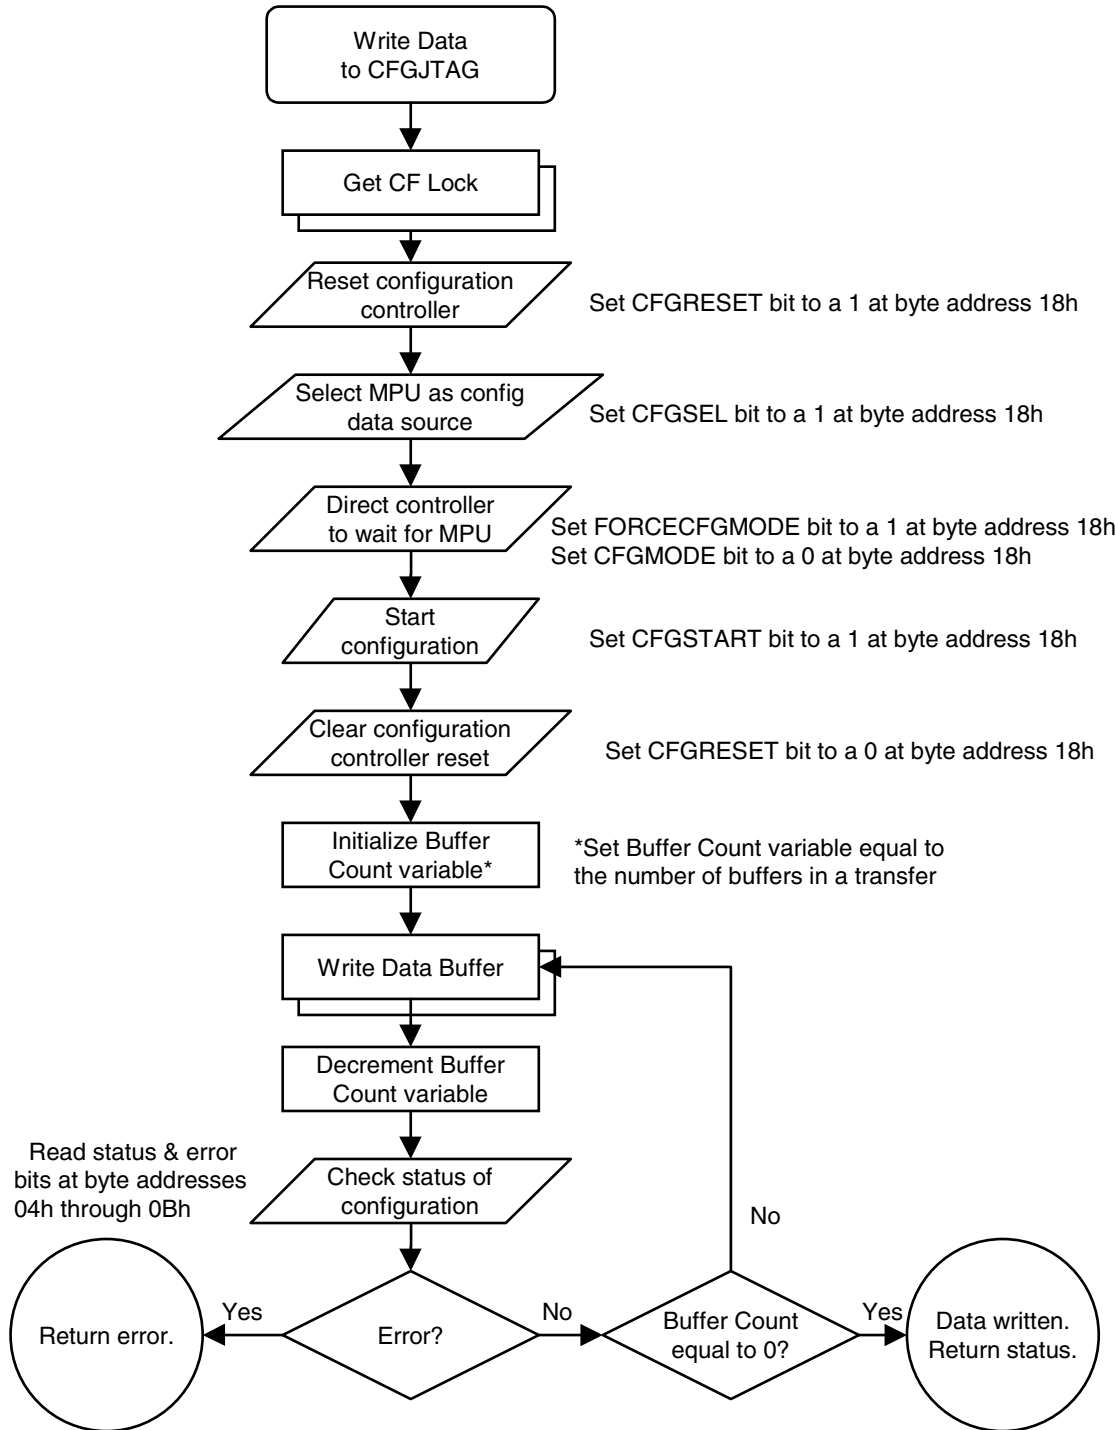 Write Data
to CFGJTAG
Get CF Lock
Reset configuration
controller
Set CFGRESET bit to a 1 at byte address 18h
Select MPU as config
data source
Set CFGSEL bit to a 1 at byte address 18h
Direct controller
to wait for MPU
Set FORCECFGMODE bit to a 1 at byte address 18h
Set CFGMODE bit to a 0 at byte address 18h
Start
configuration
Set CFGSTART bit to a 1 at byte address 18h
Clear configuration
controller reset
Set CFGRESET bit to a 0 at byte address 18h
Initialize Buffer
Count variable*
*Set Buffer Count variable equal to
the number of buffers in a transfer
Write Data Buffer
Decrement Buffer
Count variable
Read status & error
bits at byte addresses
04h through 0Bh
Check status of
configuration
No
Return error.
Yes
Error?
No
Buffer Count
equal to 0?
Yes
Data written.
Return status.